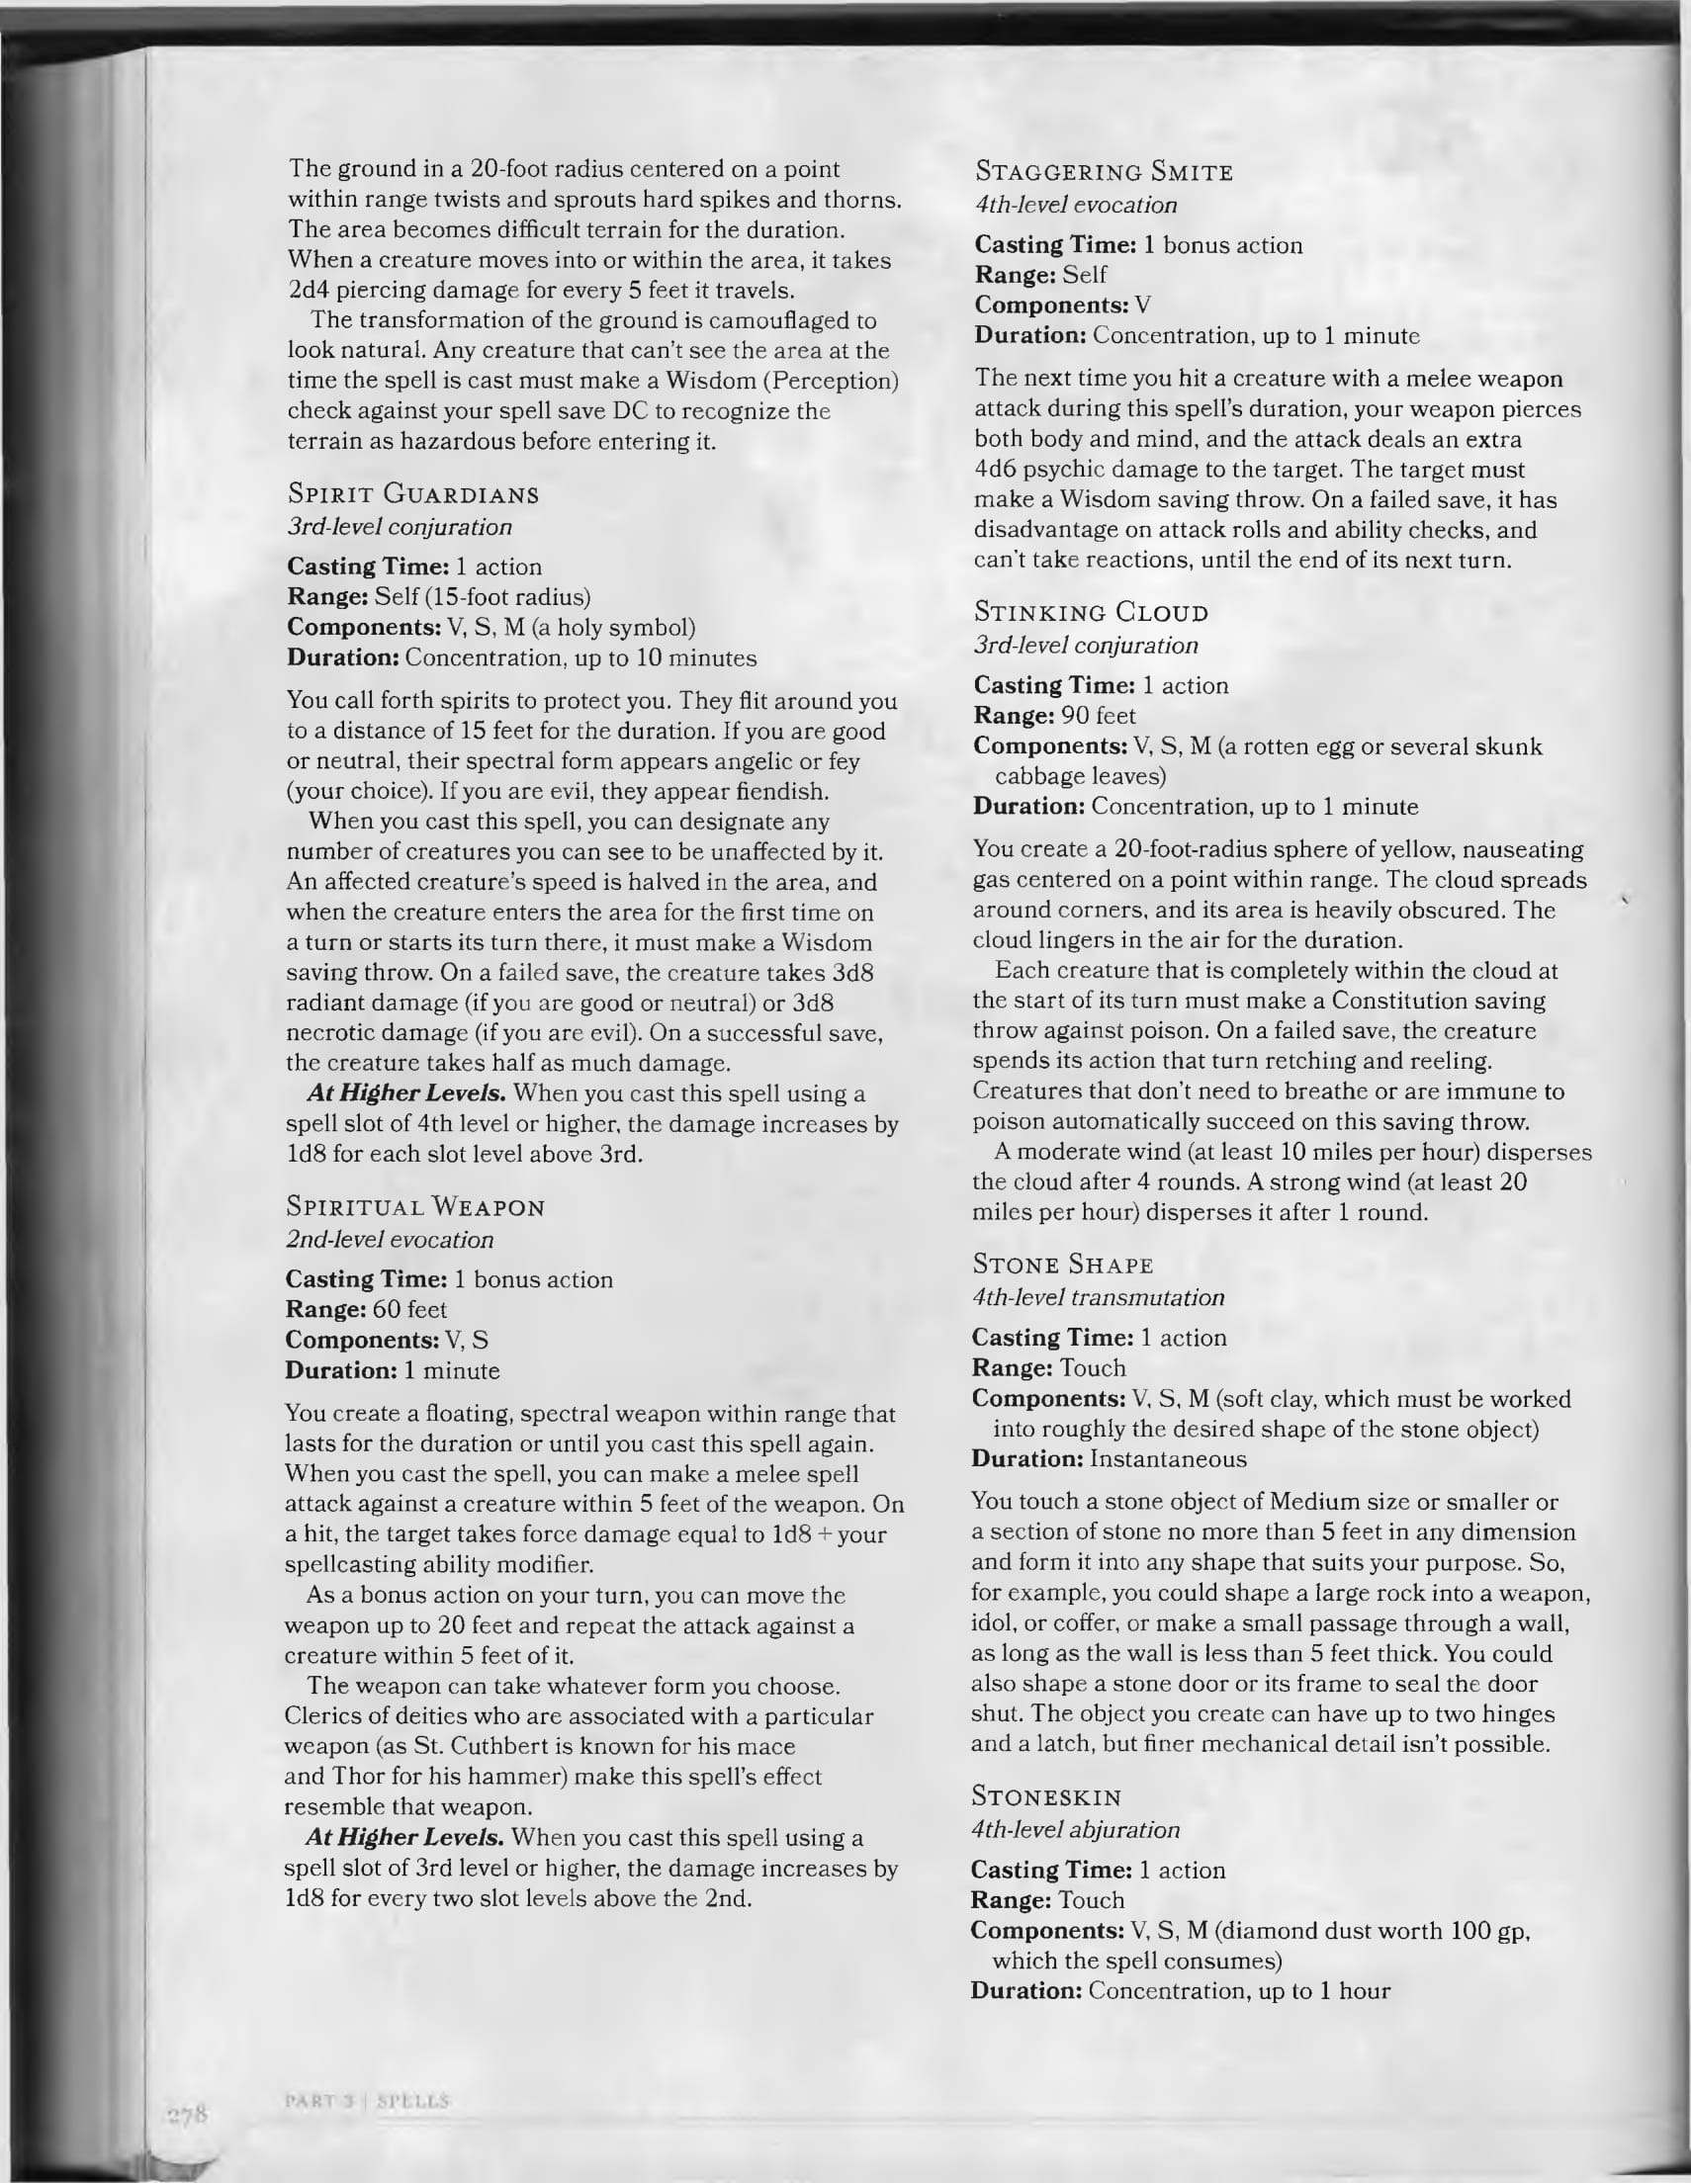 The ground in a 20-foot radius centered on a point
within range twists and sprouts hard spikes and thorns.
The area becomes difficult terrain for the duration.
When a creature moves into or within the area, it takes
2d4 piercing damage for every 5 feet it travels.
The transformation of the ground is camouflaged to
look natural. Any creature that can't see the area at the
time the spell is cast must make a Wisdom (Perception)
check against your spell save DC to recognize the
terrain as hazardous before entering it.
SPIRIT GUARDIANS
3rd-level conjuration
Casting Time: 1 action
Range: Self (15-foot radius)
Components: V, S, M (a holy symbol)
Duration: Concentration, up to 10 minutes
You call forth spirits to protect you. They flit around you
to a distance of 15 feet for the duration. If you are good
or neutral, their spectral form appears angelic or fey
(your choice). If you are evil, they appear fiendish.
When you cast this spell, you can designate any
number of creatures you can see to be unaffected by it.
An affected creature's speed is halved in the area, and
when the creature enters the area for the first time on
a turn or starts its turn there, it must make a Wisdom
saving throw. On a failed save, the creature takes 3d8
radiant damage (if you are good or neutral) or 3d8
necrotic damage (if you are evil). On a successful save,
the creature takes half as much damage.
At Higher Levels. When you cast this spell using a
spell slot of 4th level or higher, the damage increases by
1d8 for each slot level above 3rd.
SPIRITUAL WEAPON
2nd-level evocation
Casting Time: 1 bonus action
Range: 60 feet
Components: V, S
Duration: 1 minute
You create a floating, spectral weapon within range that
lasts for the duration or until you cast this spell again.
When you cast the spell, you can make a melee spell
attack against a creature within 5 feet of the weapon. On
a hit, the target takes force damage equal to 1d8 + your
spellcasting ability modifier.
As a bonus action on your turn, you can move the
weapon up to 20 feet and repeat the attack against a
creature within 5 feet of it.
The weapon can take whatever form you choose.
Clerics of deities who are associated with a particular
weapon (as St. Cuthbert is known for his mace
and Thor for his hammer) make this spell's effect
resemble that weapon.
At Higher Levels. When you cast this spell using a
spell slot of 3rd level or higher, the damage increases by
1d8 for every two slot levels above the 2nd.
STAGGERING SMITE
4th-level evocation
Casting Time: 1 bonus action
Range: Self
Components: V
Duration: Concentration, up to 1 minute
The next time you hit a creature with a melee weapon
attack during this spell's duration, your weapon pierces
both body and mind, and the attack deals an extra
4d6 psychic damage to the target. The target must
make a Wisdom saving throw. On a failed save, it has
disadvantage on attack rolls and ability checks, and
can't take reactions, until the end of its next turn.
STINKING CLOUD
3rd-level conjuration
Casting Time: 1 action
Range: 90 feet
Components: V, S, M (a rotten egg or several skunk
cabbage leaves)
Duration: Concentration, up to 1 minute
You create a 20-foot-radius sphere of yellow, nauseating
gas centered on a point within range. The cloud spreads
around corners, and its area is heavily obscured. The
cloud lingers in the air for the duration.
Each creature that is completely within the cloud at
the start of its turn must make a Constitution saving
throw against poison. On a failed save, the creature
spends its action that turn retching and reeling.
Creatures that don't need to breathe or are immune to
poison automatically succeed on this saving throw.
A moderate wind (at least 10 miles per hour) disperses
the cloud after 4 rounds. A strong wind (at least 20
miles per hour) disperses it after 1 round.
STONE SHAPE
4th-level transmutation
Casting Time: 1 action
Range: Touch
Components: V, S, M (soft clay, which must be worked
into roughly the desired shape of the stone object)
Duration: Instantaneous
You touch a stone object of Medium size or smaller or
a section of stone no more than 5 feet in any dimension
and form it into any shape that suits your purpose. So,
for example, you could shape a large rock into a weapon,
idol, or coffer, or make a small passage through a wall,
as long as the wall is less than 5 feet thick. You could
also shape a stone door or its frame to seal the door
shut. The object you create can have up to two hinges
and a latch, but finer mechanical detail isn't possible.
STONESKIN
4th-level abjuration
Casting Time: 1 action
Range: Touch
Components: V, S, M (diamond dust worth 100 gp,
which the spell consumes)
Duration: Concentration, up to 1 hour
278
PART 3 | SPELLS